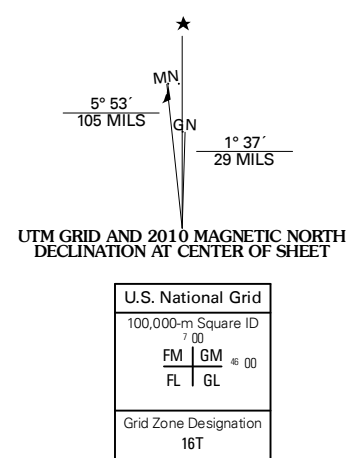 ★
MN.
5° 53´
105 MILS
GN
1° 37´
29 MILS
UTM GRID AND 2010 MAGNETIC NORTH
DECLINATION AT CENTER OF SHEET
U.S. National Grid
100,000-m Square ID
7 00
FM GM 46 00
FL GL
Grid Zone Designation
16T